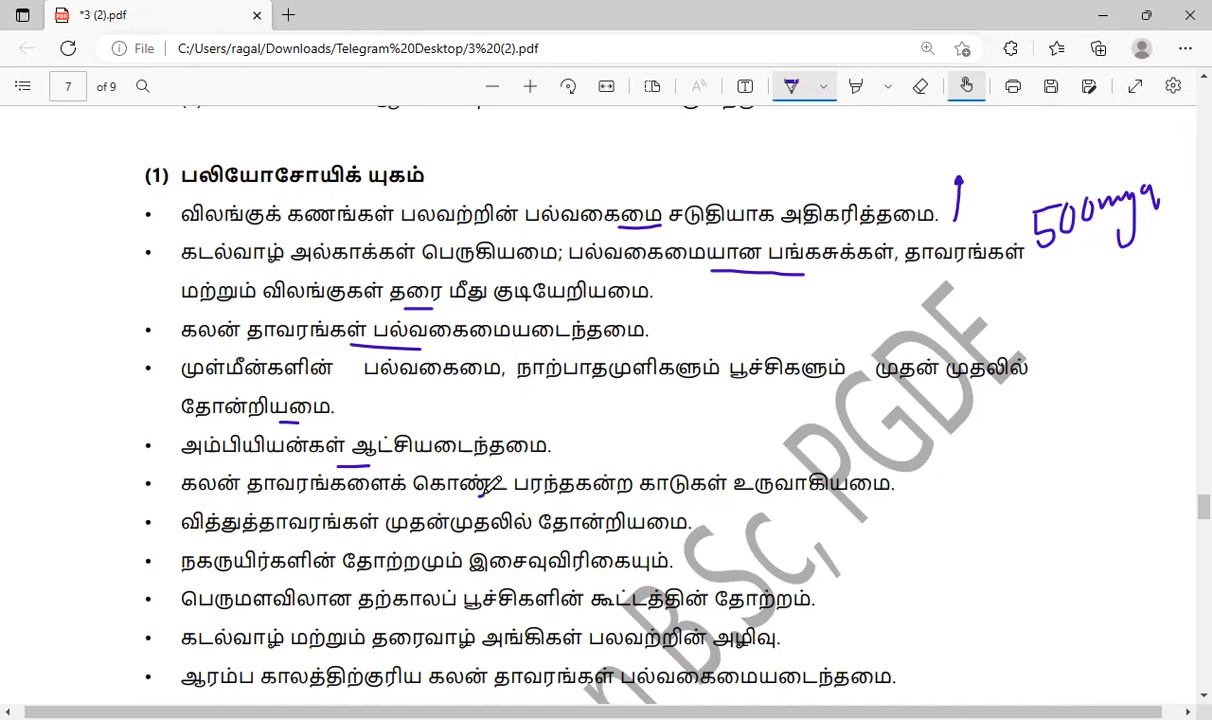 *3 (2).pdf
File C:/Users/ragal/Downloads/Telegram%20Desktop/3%20(2).pdf
7 of 9
(1) பலியோசோயிக் யுகம்
• விலங்குக் கணங்கள் பலவற்றின் பல்வகைமை சடுதியாக அதிகரித்தமை.
500mya
• கடல்வாழ் அல்காக்கள் பெருகியமை; பல்வகைமையான பங்கசுக்கள், தாவரங்கள்
மற்றும் விலங்குகள் தரை மீது குடியேறியமை.
• கலன் தாவரங்கள் பல்வகைமையடைந்தமை.
• முள்மீன்களின் பல்வகைமை, நாற்பாதமுளிகளும் பூச்சிகளும் முதன் முதலில்
தோன்றியமை.
• அம்பியியன்கள் ஆட்சியடைந்தமை.
• கலன் தாவரங்களைக் கொண்ட பரந்தகன்ற காடுகள் உருவாகியமை.
• வித்துத்தாவரங்கள் முதன்முதலில் தோன்றியமை.
• நகருயிர்களின் தோற்றமும் இசைவுவிரிகையும்.
• பெருமளவிலான தற்காலப் பூச்சிகளின் கூட்டத்தின் தோற்றம்.
• கடல்வாழ் மற்றும் தரைவாழ் அங்கிகள் பலவற்றின் அழிவு.
• ஆரம்ப காலத்திற்குரிய கலன் தாவரங்கள் பல்வகைமையடைந்தமை.
n B.Sc, PGDE